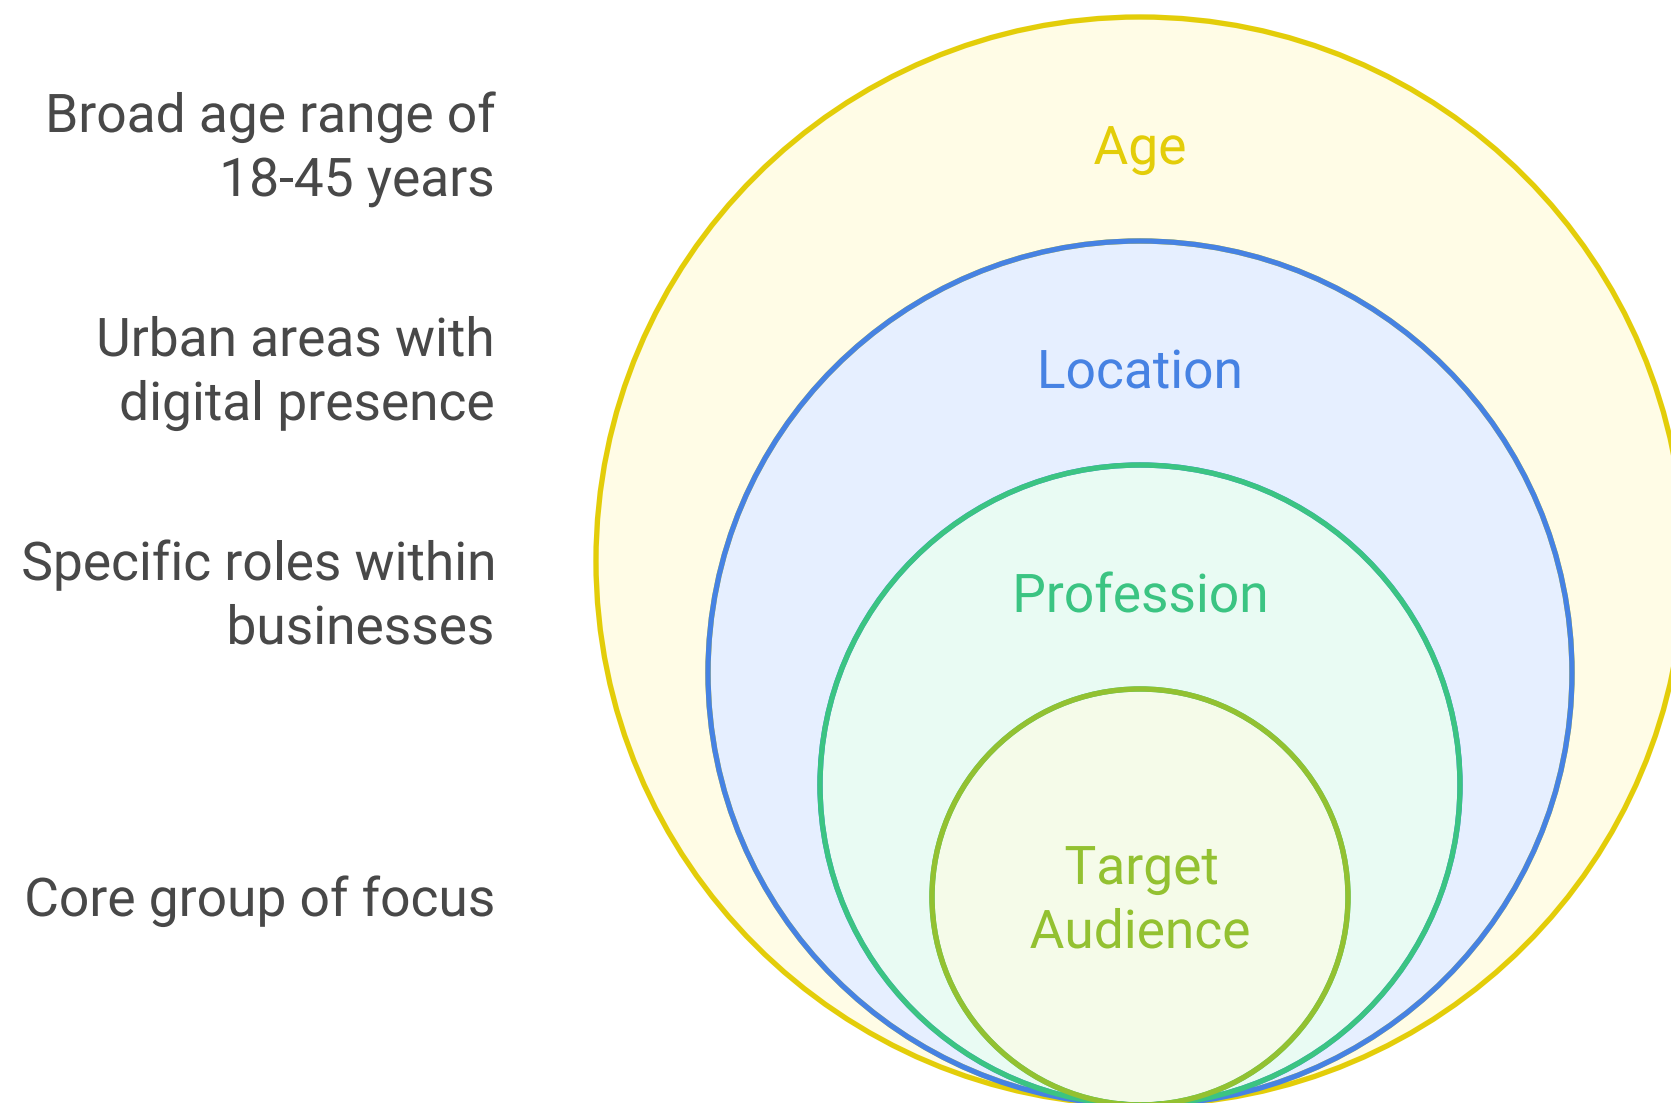 Broad age range of
18-45 years
Age
Urban areas with
digital presence
Location
Specific roles within
businesses
Profession
Core group of focus
Target
Audience